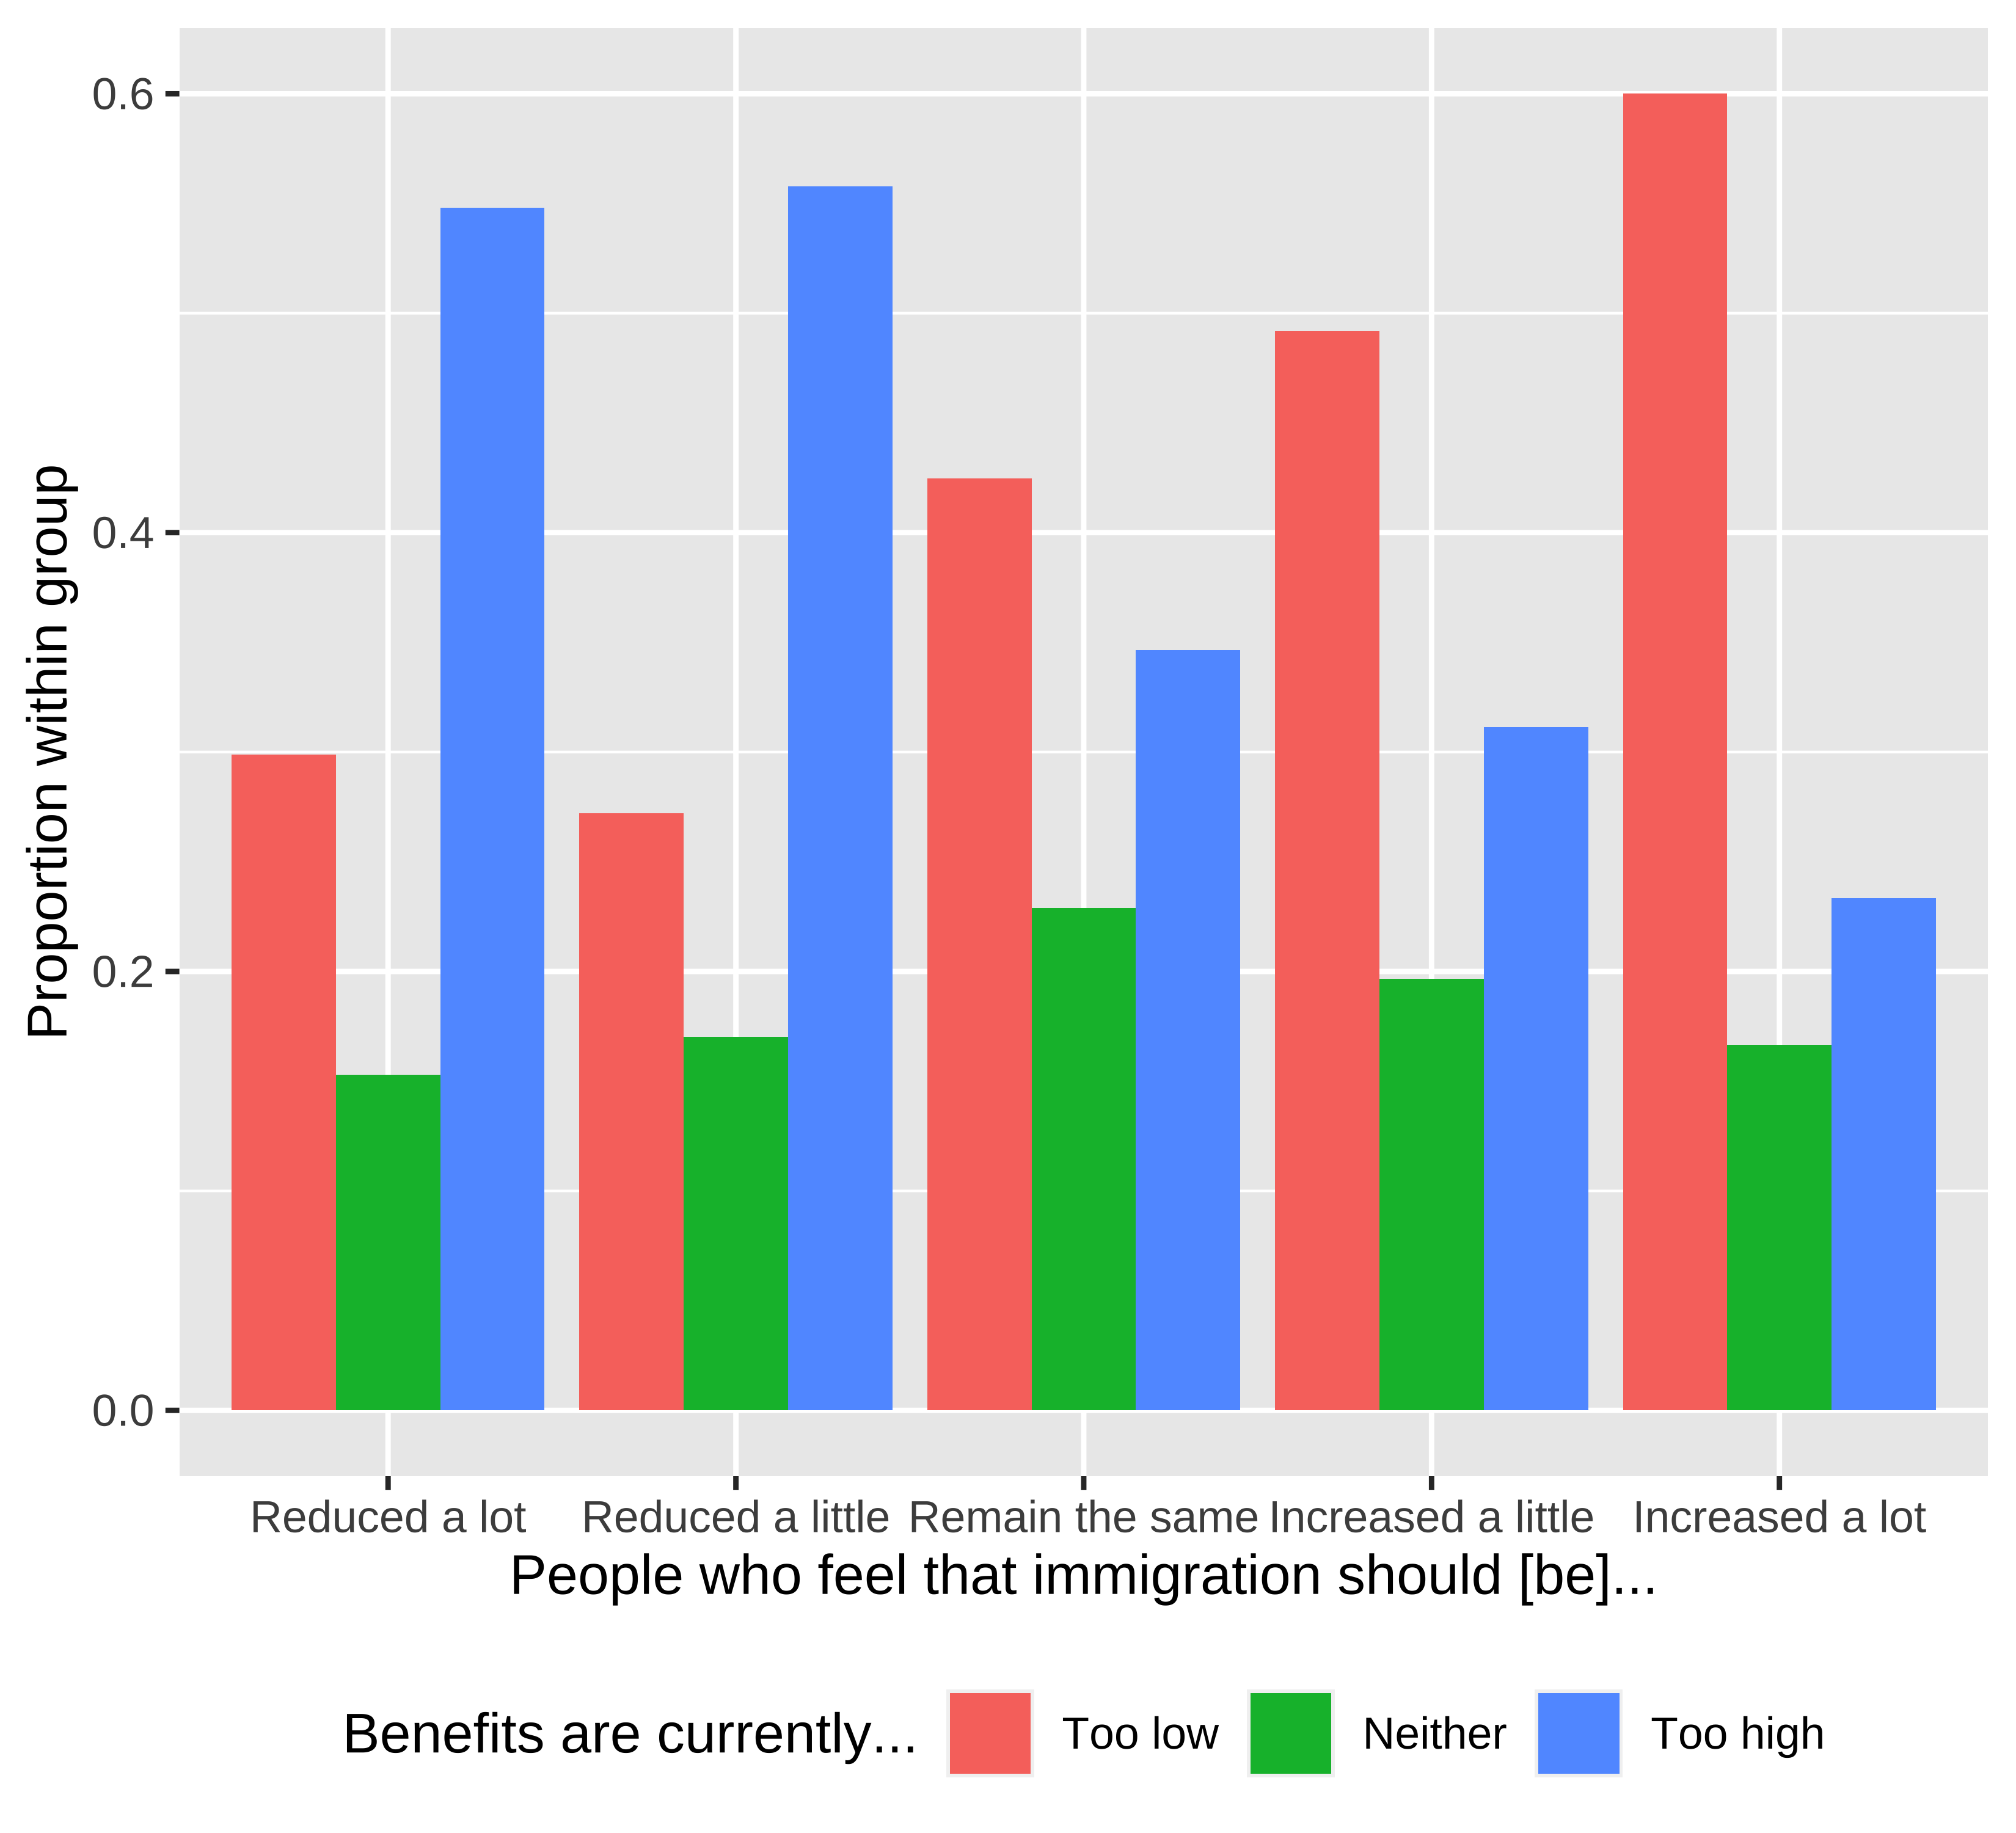 Proportion within group
0.6
0.4
0.2
0.0
Reduced a lot Reduced a little Remain the same Increased a little Increased a lot
People who feel that immigration should [be]...
Benefits are currently... Too low Neither Too high